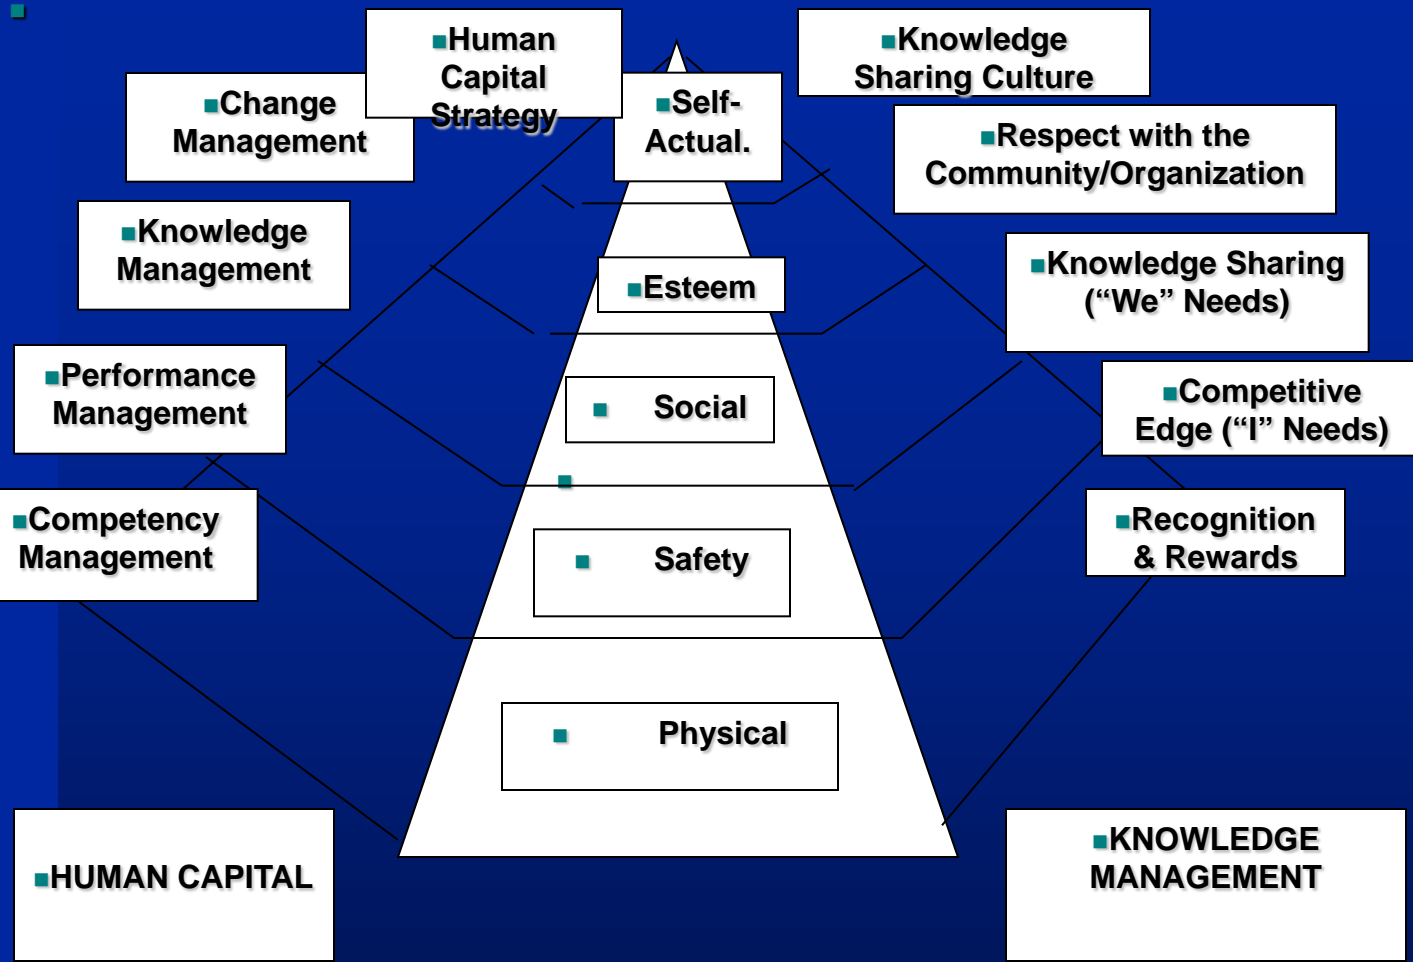 Human
Capital
Strategy
Knowledge
Sharing Culture
Change
Management
Self-
Actual.
Respect with the
Community/Organization
Knowledge
Management
Esteem
Knowledge Sharing
(“We” Needs)
Performance
Management
Social
Competitive
Edge (“I” Needs)
Competency
Management
Safety
Recognition
& Rewards
Physical
HUMAN CAPITAL
KNOWLEDGE
MANAGEMENT